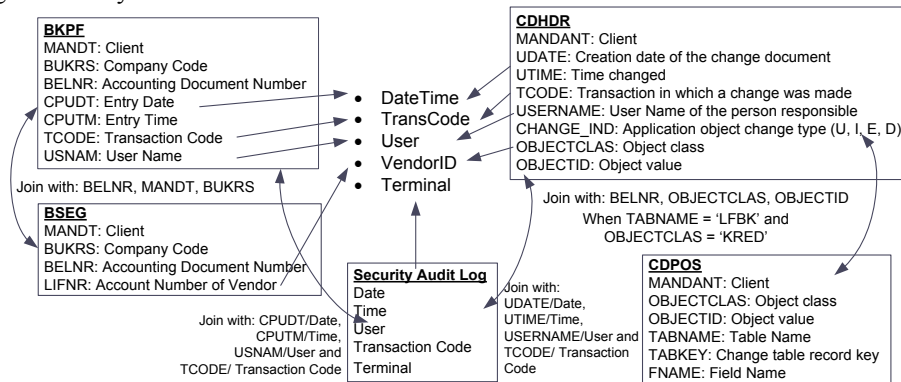 BKPF
MANDT: Client
BUKRS: Company Code
BELNR: Accounting Document Number
CPUDT: Entry Date
CPUTM: Entry Time
TCODE: Transaction Code
USNAM: User Name
Join with: BELNR, MANDT, BUKRS
BSEG
MANDT: Client
BUKRS: Company Code
BELNR: Accounting Document Number
LIFNR: Account Number of Vendor
• DateTime
• TransCode
• User
• VendorID
• Terminal
CDHDR
MANDANT: Client
UDATE: Creation date of the change document
UTIME: Time changed
TCODE: Transaction in which a change was made
USERNAME: User Name of the person responsible
CHANGE_IND: Application object change type (U, I, E, D)
OBJECTCLAS: Object class
OBJECTID: Object value
Join with: BELNR, OBJECTCLAS, OBJECTID
When TABNAME = 'LFBK' and
OBJECTCLAS = 'KRED'
CDPOS
MANDANT: Client
OBJECTCLAS: Object class
OBJECTID: Object value
TABNAME: Table Name
TABKEY: Change table record key
FNAME: Field Name
Security Audit Log
Date
Time
User
Transaction Code
Terminal
Join with: CPUDT/Date,
CPUTM/Time,
USNAM/User and
TCODE/ Transaction Code
Join with:
UDATE/Date,
UTIME/Time,
USERNAME/User and
TCODE/ Transaction
Code